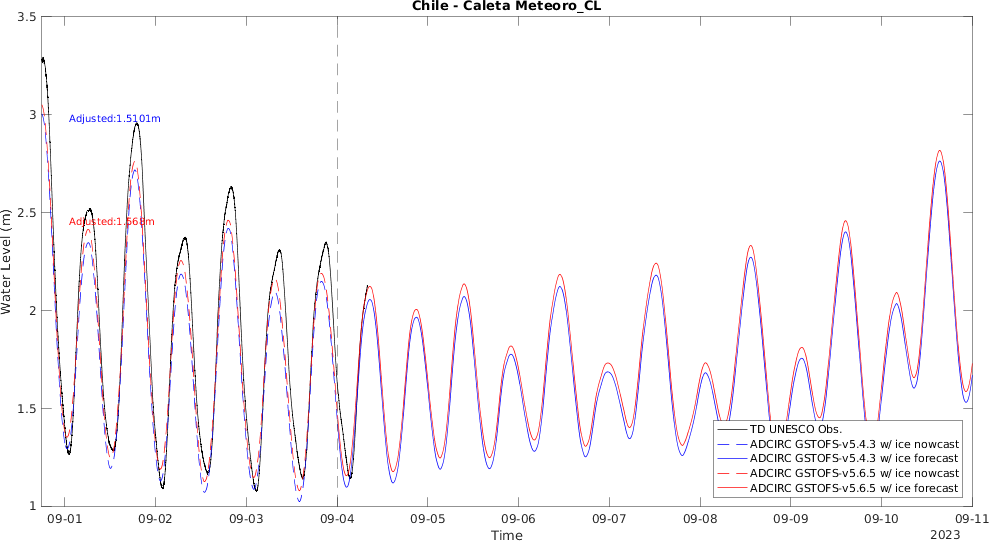 Chile - Caleta Meteoro_CL
3.5
3
2.5
2
1.5
1
Water Level (m)
Adjusted:1.5101m
Adjusted:1.568m
TD UNESCO Obs.
ADCIRC GSTOFS-v5.4.3 w/ ice nowcast
ADCIRC GSTOFS-v5.4.3 w/ ice forecast
ADCIRC GSTOFS-v5.6.5 w/ ice nowcast
ADCIRC GSTOFS-v5.6.5 w/ ice forecast
09-01 09-02 09-03 09-04 09-05 09-06 09-07 09-08 09-09 09-10 09-11
Time
2023